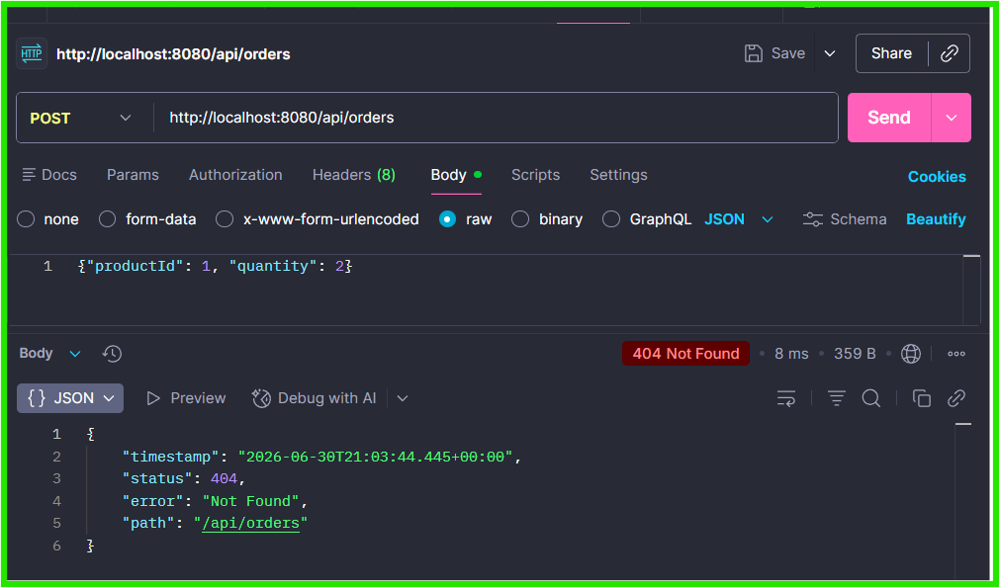 HTTP http://localhost:8080/api/orders Save Share
POST http://localhost:8080/api/orders Send
Docs Params Authorization Headers (8) Body Scripts Settings Cookies
none form-data x-www-form-urlencoded raw binary GraphQL JSON Schema Beautify
1 {"productId": 1, "quantity": 2}
Body 404 Not Found • 8 ms • 359 B •
{} JSON Preview Debug with AI
1 {
2 "timestamp": "2026-06-30T21:03:44.445+00:00",
3 "status": 404,
4 "error": "Not Found",
5 "path": "/api/orders"
6 }